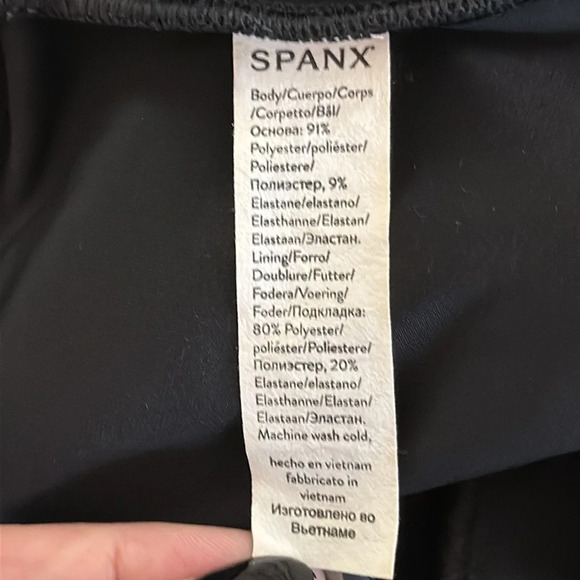 SPANX®
Body/Cuerpo/Corps
/Corpetto/Bål/
Основа: 91%
Polyester/poliéster/
Poliestere/
Полиэстер, 9%
Elastane/elastano/
Elasthanne/Elastan/
Elastaan/Эластан.
Lining/Forro/
Doublure/Futter/
Fodera/Voering/
Foder/Подкладка:
80% Polyester/
poliéster/Poliestere/
Полиэстер, 20%
Elastane/elastano/
Elasthanne/Elastan/
Elastaan/Эластан.
Machine wash cold,
hecho en vietnam
fabbricato in
vietnam
Изготовлено во
Вьетнаме